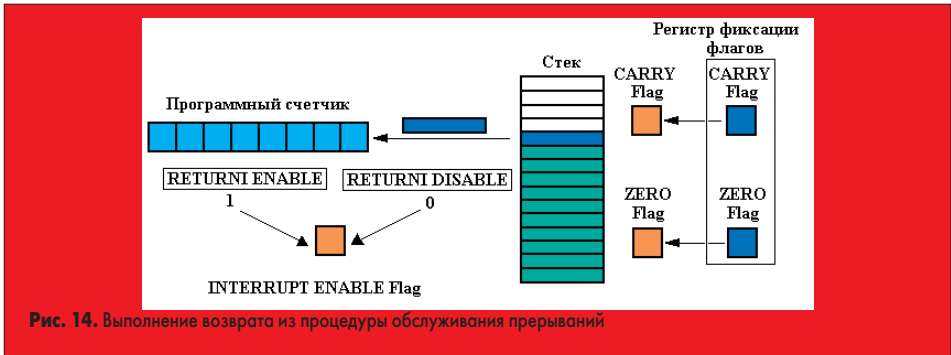 Регистр фиксации
флагов
Стек
CARRY
Flag
CARRY
Flag
Программный счетчик
RETURNI ENABLE
RETURNI DISABLE
1
0
ZERO
Flag
ZERO
Flag
INTERRUPT ENABLE Flag
Рис. 14. Выполнение возврата из процедуры обслуживания прерываний